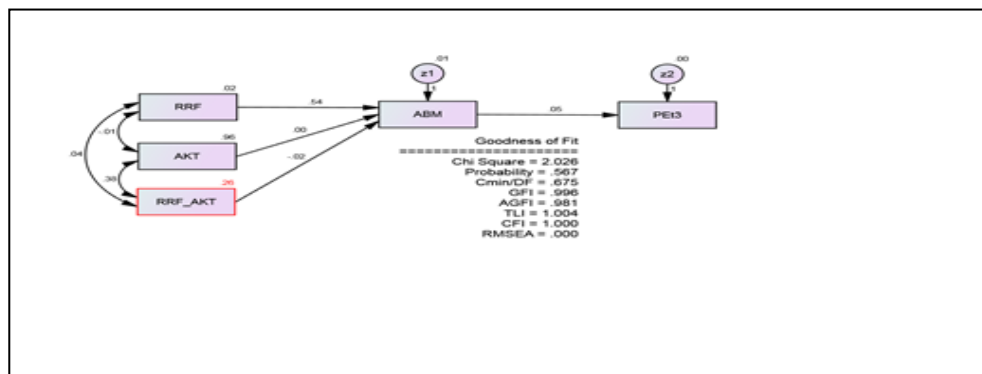 .01
.00
z1
z2
1
1
.02
RRF
.54
ABM
.05
PEt3
-.01
.00
.96
.04
AKT
-.02
.38
.26
RRF_AKT
Goodness of Fit
=====================
Chi Square = 2.026
Probability = .567
Cmin/DF = .675
GFI = .996
AGFI = .981
TLI = 1.004
CFI = 1.000
RMSEA = .000